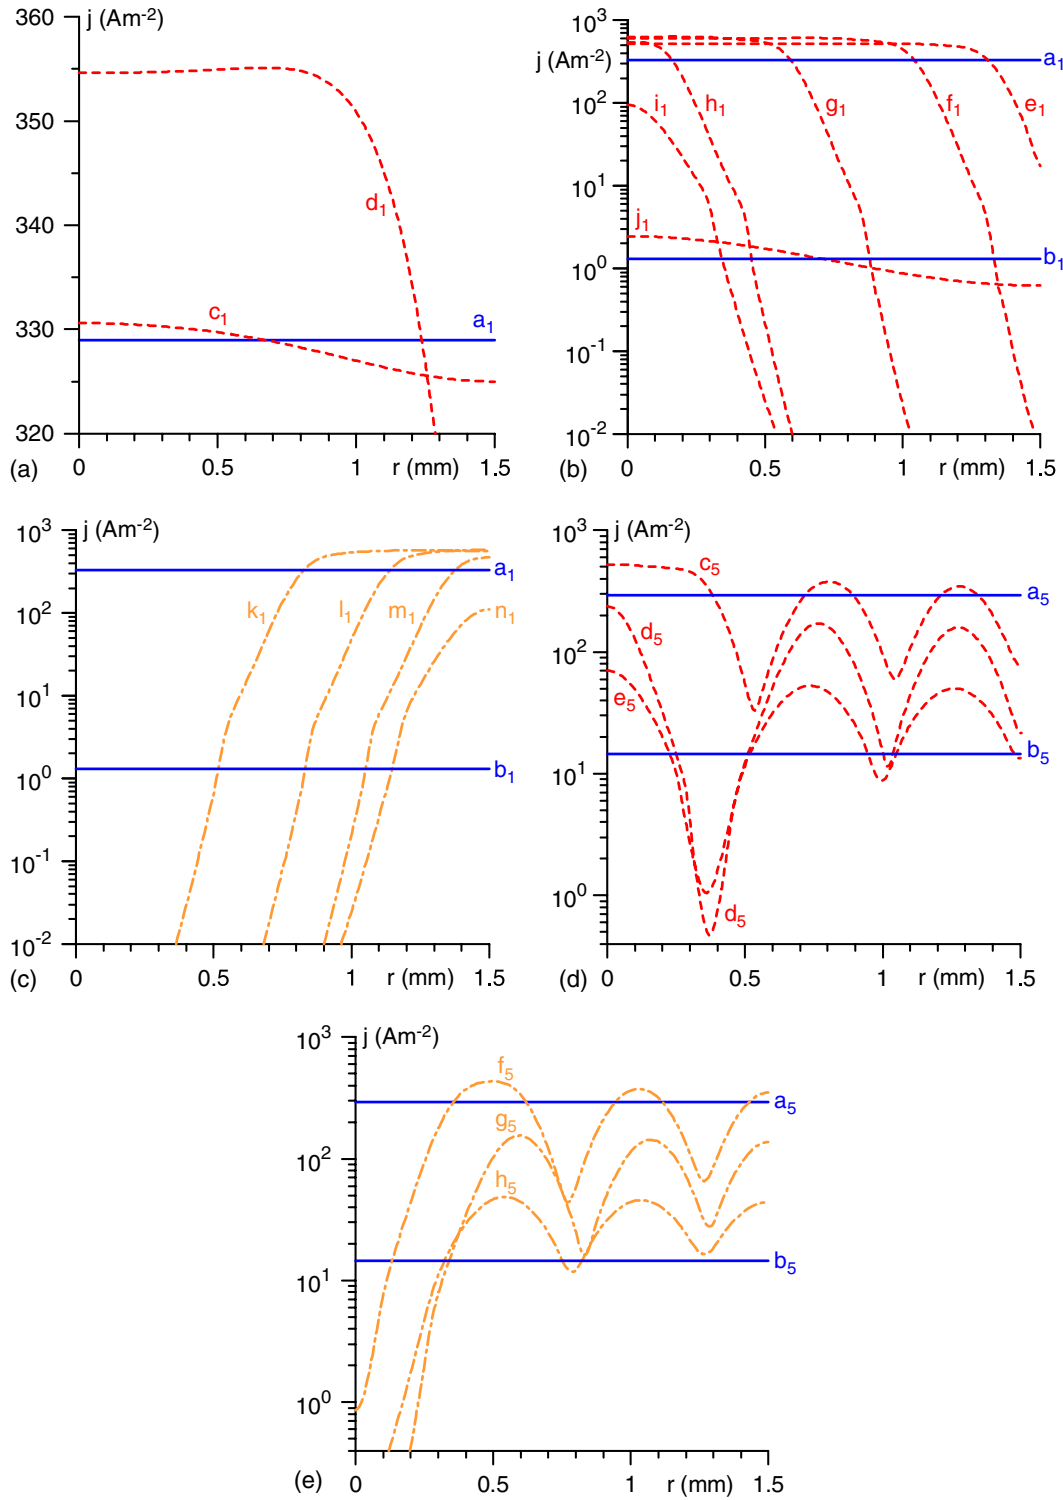 360
j (Am-2)
350
340
330
320
d1
c1
a1
0
0.5
1
r (mm)
1.5
(a)
10^3
j (Am-2)
10^2
10^1
10^0
10^-1
10^-2
a1
i1
h1
g1
f1
e1
j1
b1
0
0.5
1
r (mm)
1.5
(b)
10^3
j (Am-2)
10^2
10^1
10^0
10^-1
10^-2
a1
k1
l1
m1
n1
b1
0
0.5
1
r (mm)
1.5
(c)
10^3
j (Am-2)
10^2
10^1
10^0
c5
a5
d5
e5
b5
d5
0
0.5
1
r (mm)
1.5
(d)
10^3
j (Am-2)
10^2
10^1
10^0
f5
a5
g5
h5
b5
0
0.5
1
r (mm)
1.5
(e)